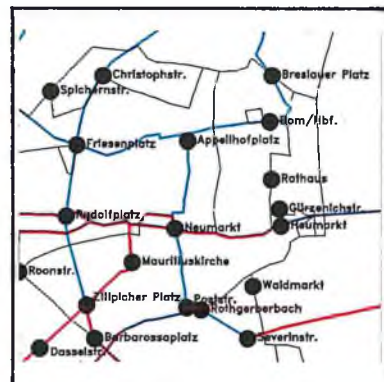 Christophstr.
Breslauer Platz
Spichernstr.
Dom/Hbf.
Friesenplatz
Appellhofplatz
Rathaus
Gürzenichstr.
Rudolfplatz
Neumarkt
Heumarkt
Mauritiuskirche
Roonstr.
Waidmarkt
Zülpicher Platz
Poststr.
Rothgerberbach
Barbarossaplatz
Severinstr.
Dasselstr.